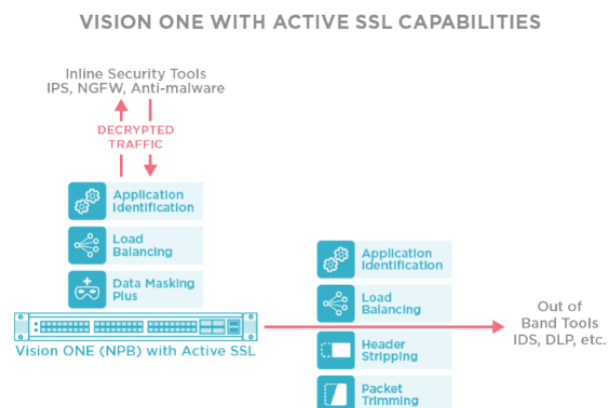 VISION ONE WITH ACTIVE SSL CAPABILITIES
Inline Security Tools
IPS, NGFW, Anti-malware
DECRYPTED
TRAFFIC
Application
Identification
Load
Balancing
Data Masking
Plus
Vision ONE (NPB) with Active SSL
Application
Identification
Load
Balancing
Header
Stripping
Packet
Trimming
Out of
Band Tools
IDS, DLP, etc.